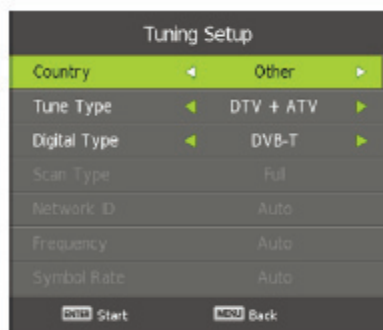 Tuning Setup
Country Other
Tune Type DTV + ATV
Digital Type DVB-T
Scan Type Full
Network ID Auto
Frequency Auto
Symbol Rate Auto
ENTER Start MENU Back